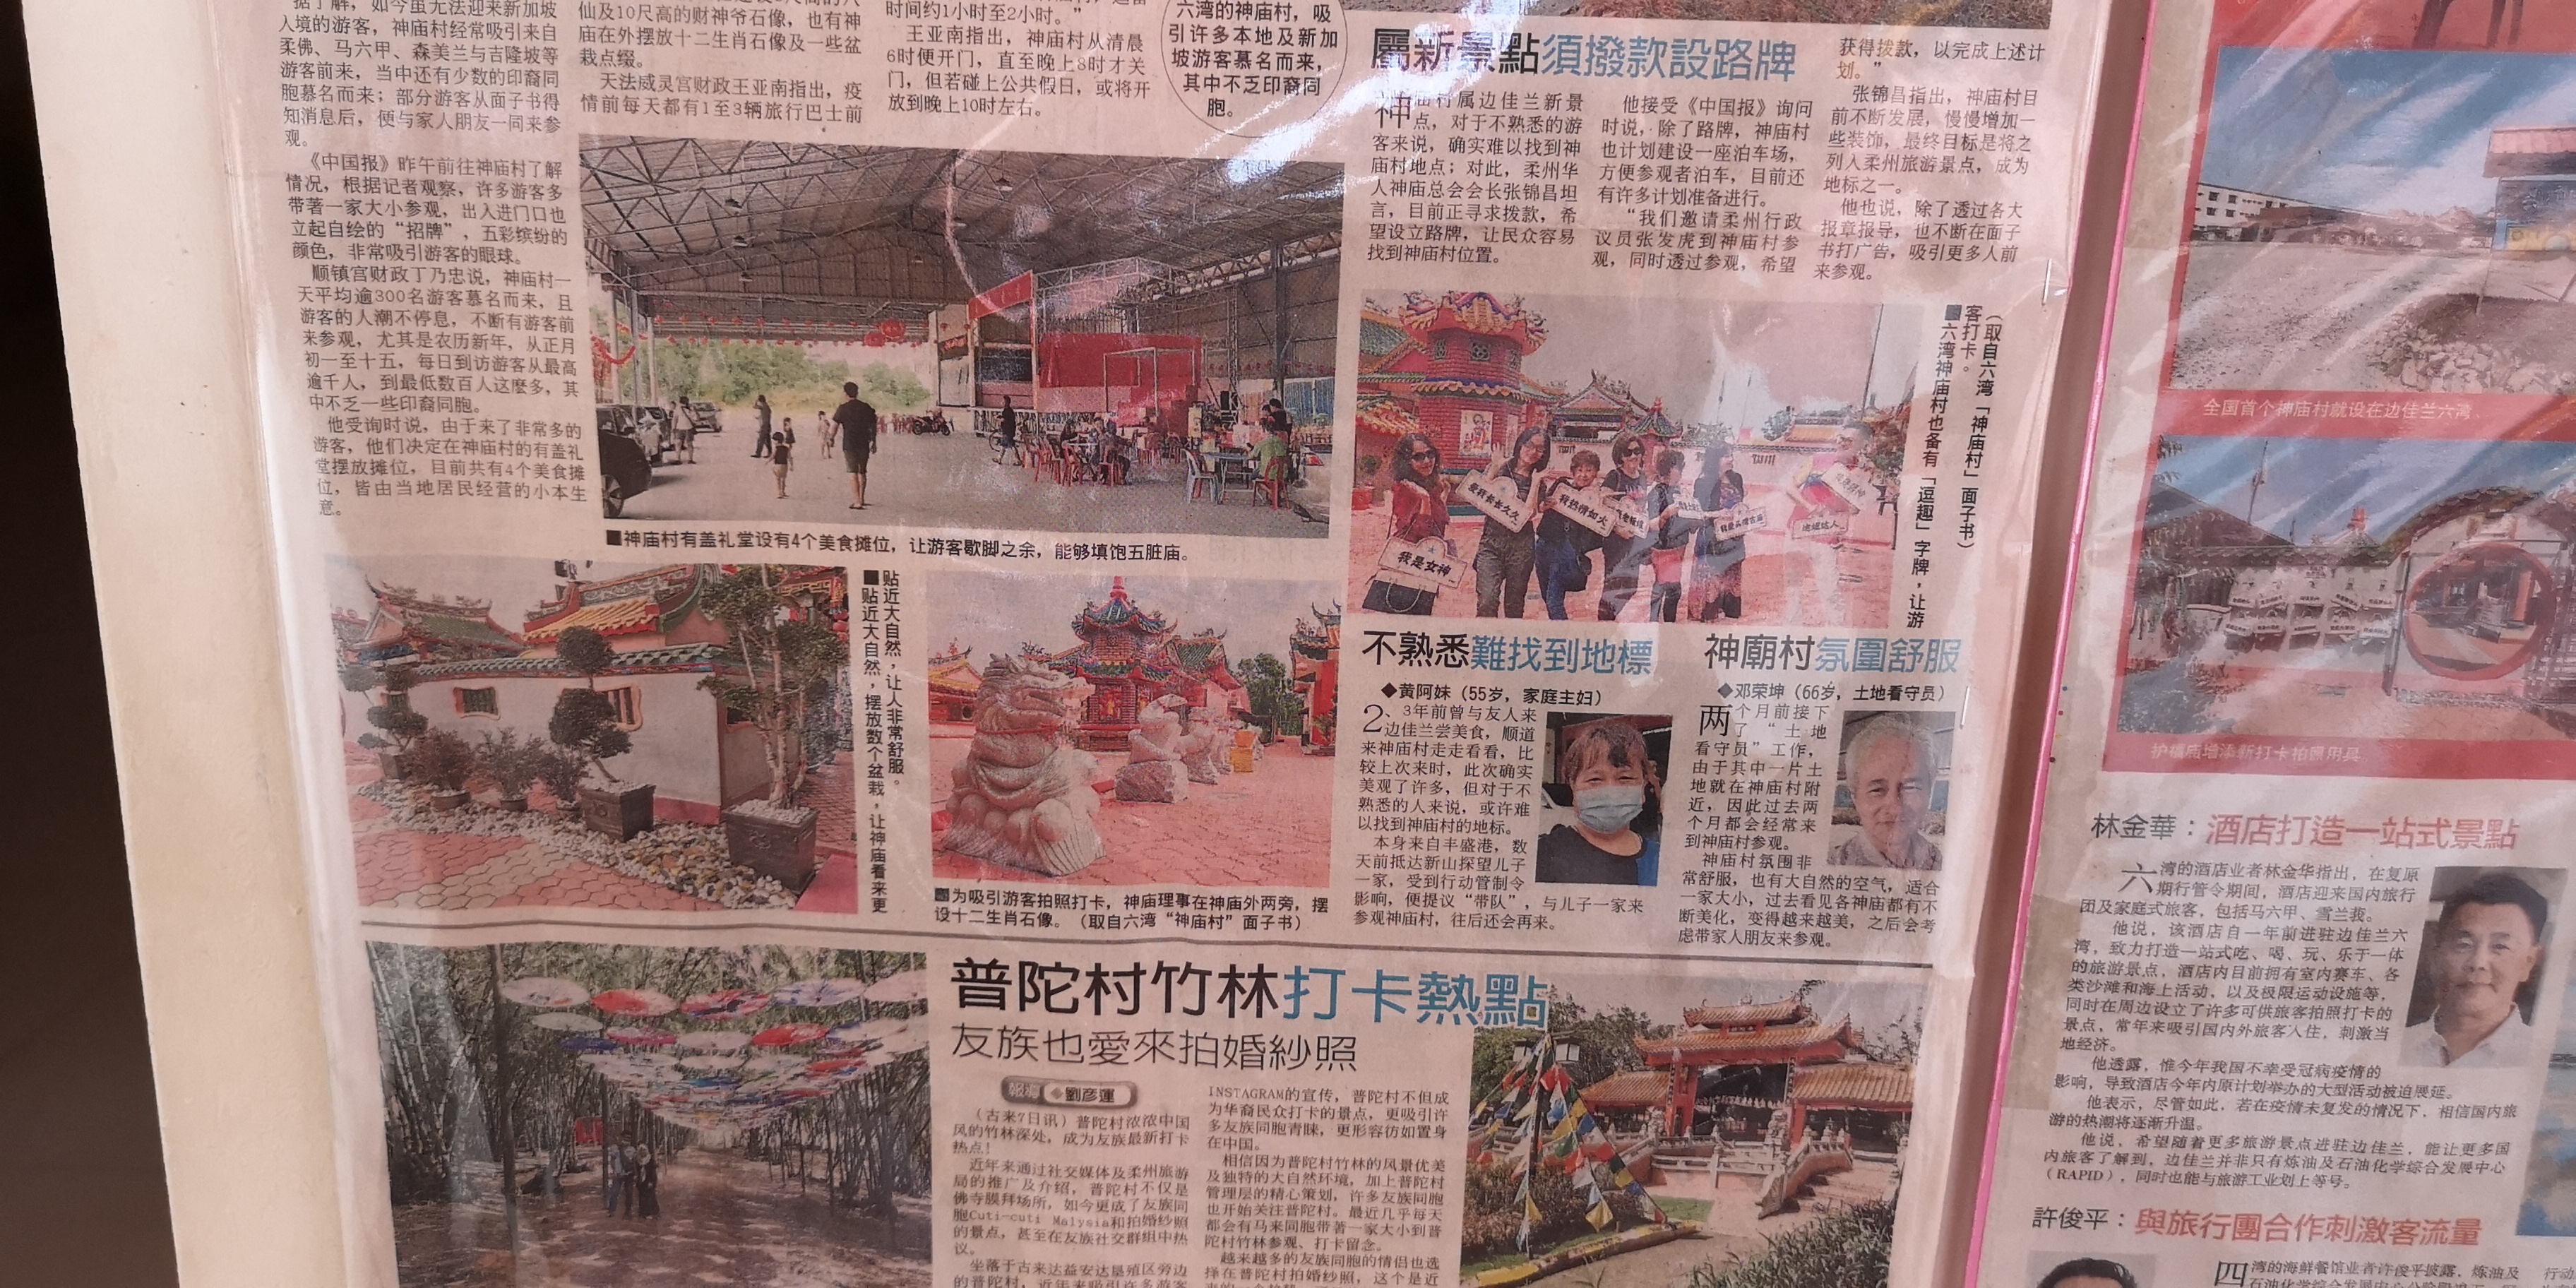 据了解，如今虽无法迎来新加坡
入境的游客，神庙村经常吸引来自
柔佛、马六甲、森美兰与吉隆坡等
游客前来，当中还有少数的印裔同
胞慕名而来；部分游客从面子书得
知消息后，便与家人朋友一同来参
观。
《中国报》昨午前往神庙村了解
情况，根据记者观察，许多游客多
带著一家大小参观，出入进门口也
立起自绘的“招牌”，五彩缤纷的
颜色，非常吸引游客的眼球。
顺镇宫财政丁乃忠说，神庙村一
天平均逾300名游客慕名而来，且
游客的人潮不停息，不断有游客前
来参观，尤其是农历新年，从正月
初一至十五，每日到访游客从最高
逾千人，到最低数百人这麽多，其
中不乏一些印裔同胞。
他受询时说，由于来了非常多的
游客，他们决定在神庙村的有盖礼
堂摆放摊位，目前共有4个美食摊
位，皆由当地居民经营的小本生
意。
仙及10尺高的财神爷石像，也有神
庙在外摆放十二生肖石像及一些盆
栽点缀。
天法威灵宫财政王亚南指出，疫
情前每天都有1至3辆旅行巴士前
时间约1小时至2小时。”
王亚南指出，神庙村从清晨
6时便开门，直至晚上8时才关
门，但若碰上公共假日，或将开
放到晚上10时左右。
六湾的神庙村，吸
引许多本地及新加
坡游客慕名而来，
其中不乏印裔同
胞。
■神庙村有盖礼堂设有4个美食摊位，让游客歇脚之余，能够填饱五脏庙。
屬新景點須撥款設路牌
神庙村属边佳兰新景
点，对于不熟悉的游
客来说，确实难以找到神
庙村地点；对此，柔州华
人神庙总会会长张锦昌坦
言，目前正寻求拨款，希
望设立路牌，让民众容易
找到神庙村位置。
他接受《中国报》询问
时说，除了路牌，神庙村
也计划建设一座泊车场，
方便参观者泊车，目前还
有许多计划准备进行。
“我们邀请柔州行政
议员张发虎到神庙村参
观，同时透过参观，希望
获得拨款，以完成上述计
划。”
张锦昌指出，神庙村目
前不断发展，慢慢增加一
些装饰，最终目标是将之
列入柔州旅游景点，成为
地标之一。
他也说，除了透过各大
报章报导，也不断在面子
书打广告，吸引更多人前
来参观。
爱我长长久久
我热情如火
我是女神
■六湾神庙村也备有「逗趣」字牌，让游
客打卡。
（取自六湾「神庙村」面子书）
■贴近大自然，摆放数个盆栽，让神庙看来更
贴近大自然，让人非常舒服。
■为吸引游客拍照打卡，神庙理事在神庙外两旁，摆
设十二生肖石像。（取自六湾“神庙村”面子书）
不熟悉難找到地標
◆黄阿妹（55岁，家庭主妇）
2、3年前曾与友人来
边佳兰尝美食，顺道
来神庙村走走看看，比
较上次来时，此次确实
美观了许多，但对于不
熟悉的人来说，或许难
以找到神庙村的地标。
本身来自丰盛港，数
天前抵达新山探望儿子
一家，受到行动管制令
影响，便提议“带队”，与儿子一家来
参观神庙村，往后还会再来。
神廟村氛圍舒服
◆邓荣坤（66岁，土地看守员）
两个月前接下
了“土地
看守员”工作，
由于其中一片土
地就在神庙村附
近，因此过去两
个月都会经常来
到神庙村参观。
神庙村氛围非
常舒服，也有大自然的空气，适合
一家大小，过去看见各神庙都有不
断美化，变得越来越美，之后会考
虑带家人朋友来参观。
普陀村竹林打卡熱點
友族也愛來拍婚紗照
報導◆劉彥運
（古来7日讯）普陀村浓浓中国
风的竹林深处，成为友族最新打卡
热点！
近年来通过社交媒体及柔州旅游
局的推广及介绍，普陀村不仅是
佛寺膜拜场所，如今更成了友族同
胞Cuti-cuti Malysia和拍婚纱照
的景点，甚至在友族社交群组中热
议。
坐落于古来达益安达垦殖区旁边
的普陀村，近年来吸引许多游客
INSTAGRAM的宣传，普陀村不但成
为华裔民众打卡的景点，更吸引许
多友族同胞青睐，更形容彷如置身
在中国。
相信因为普陀村竹林的风景优美
及独特的大自然环境，加上普陀村
管理层的精心策划，许多友族同胞
也开始关注普陀村。最近几乎每天
都会有马来同胞带著一家大小到普
陀村竹林参观、打卡留念。
越来越多的友族同胞的情侣也选
择在普陀村拍婚纱照，这个是近
全国首个神庙村就设在边佳兰六湾。
护福庙增添新打卡拍照用具
林金華：酒店打造一站式景點
六湾的酒店业者林金华指出，在复原
期行管令期间，酒店迎来国内旅行
团及家庭式旅客，包括马六甲、雪兰莪。
他说，该酒店自一年前进驻边佳兰六
湾，致力打造一站式吃、喝、玩、乐于一体
的旅游景点，酒店内目前拥有室内赛车、各
类沙滩和海上活动，以及极限运动设施等，
同时在周边设立了许多可供旅客拍照打卡的
景点，常年来吸引国内外旅客入住，刺激当
地经济。
他透露，惟今年我国不幸受冠病疫情的
影响，导致酒店今年内原计划举办的大型活动被迫展延。
他表示，尽管如此，若在疫情未复发的情况下，相信国内旅
游的热潮将逐渐升温。
他说，希望随着更多旅游景点进驻边佳兰，能让更多国
内旅客了解到，边佳兰并非只有炼油及石油化学综合发展中心
（RAPID），同时也能与旅游工业划上等号。
許俊平：與旅行團合作刺激客流量
四湾的海鲜餐馆业者许俊平披露，炼油及